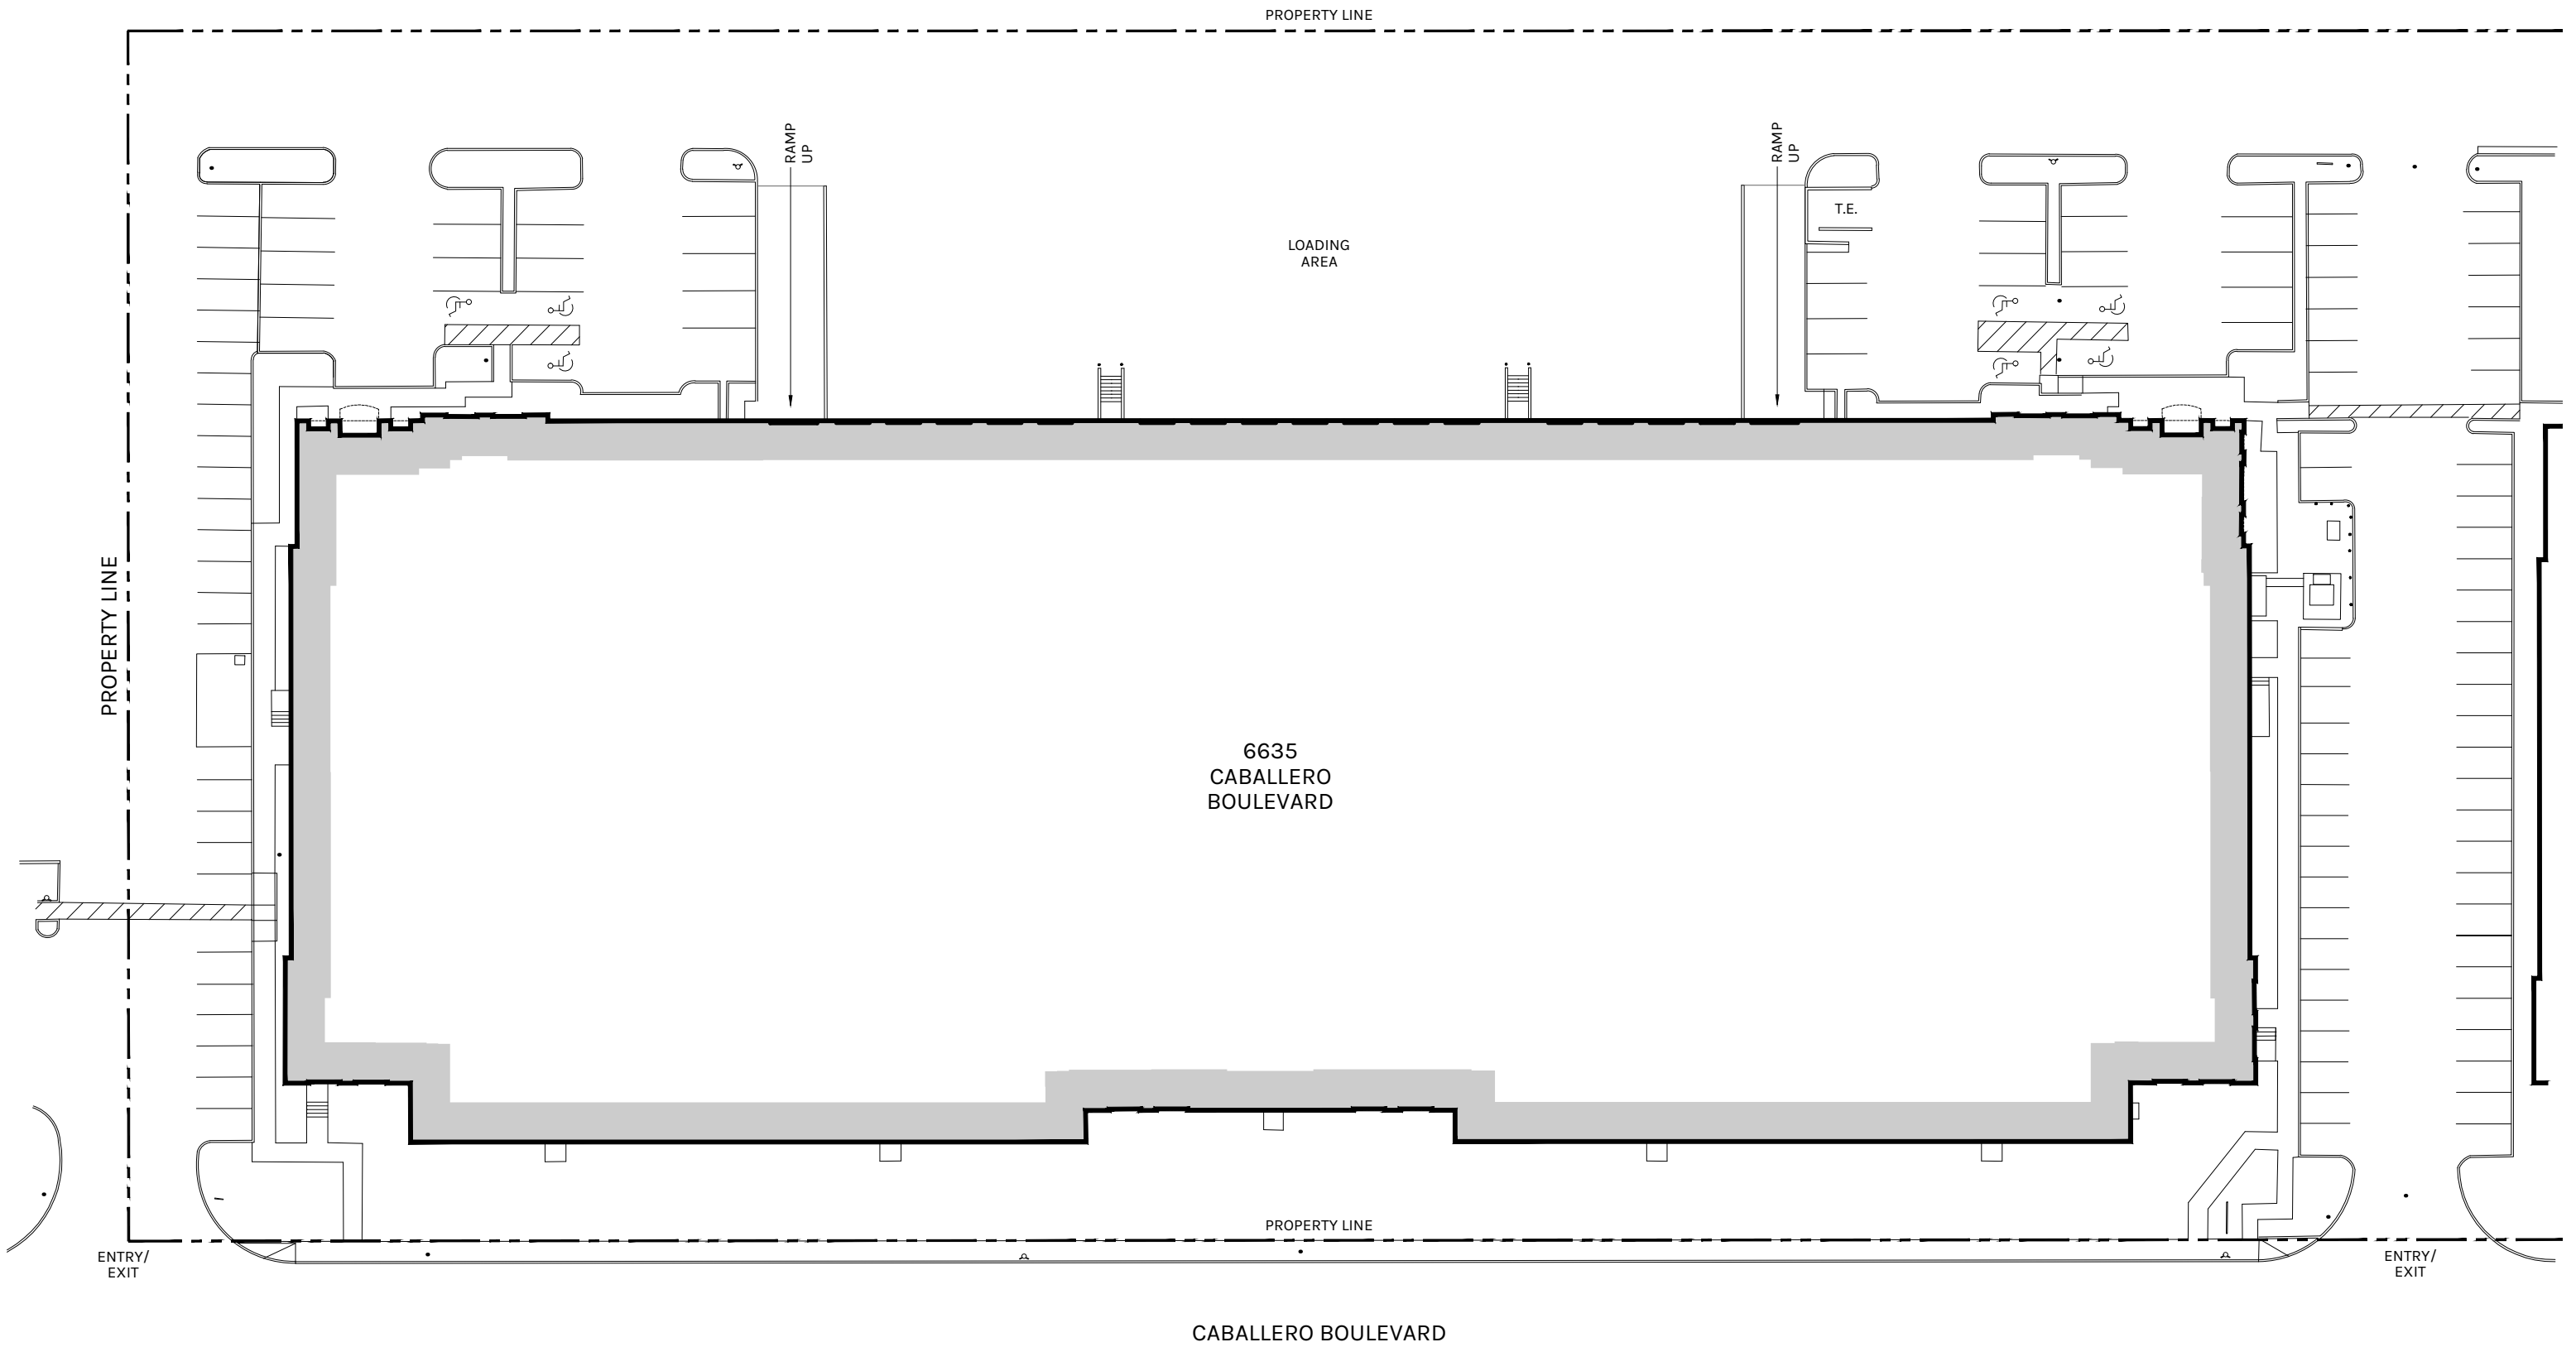 PROPERTY LINE
RAMP
UP
RAMP
UP
T.E.
LOADING
AREA
PROPERTY LINE
6635
CABALLERO
BOULEVARD
PROPERTY LINE
ENTRY/
EXIT
ENTRY/
EXIT
CABALLERO BOULEVARD